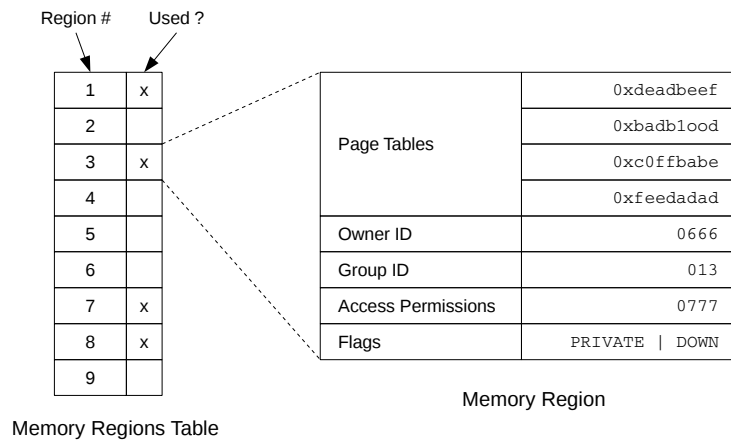 Region #
Used ?
1 x
2
3 x
4
5
6
7 x
8 x
9
Memory Regions Table
Page Tables
0xdeadbeef
0xbadb1ood
0xc0ffbabe
0xfeedadad
Owner ID 0666
Group ID 013
Access Permissions 0777
Flags PRIVATE | DOWN
Memory Region